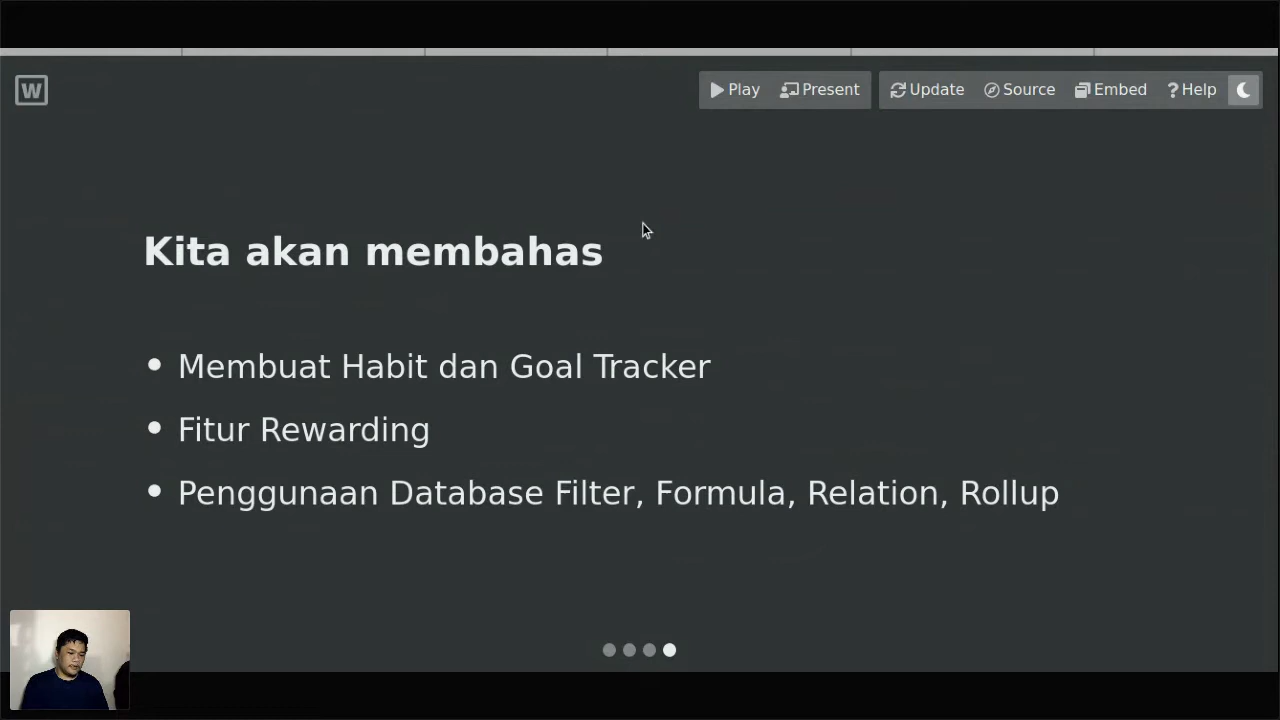 W
Play Present Update Source Embed ? Help
Kita akan membahas
• Membuat Habit dan Goal Tracker
• Fitur Rewarding
• Penggunaan Database Filter, Formula, Relation, Rollup